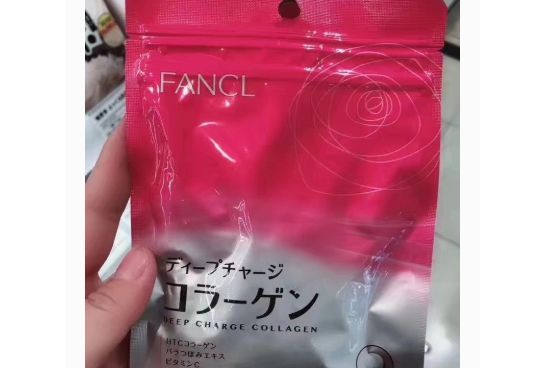 FANCL
ディープチャージ
コラーゲン
DEEP CHARGE COLLAGEN
HTCコラーゲン
バラつぼみエキス
ビタミンC